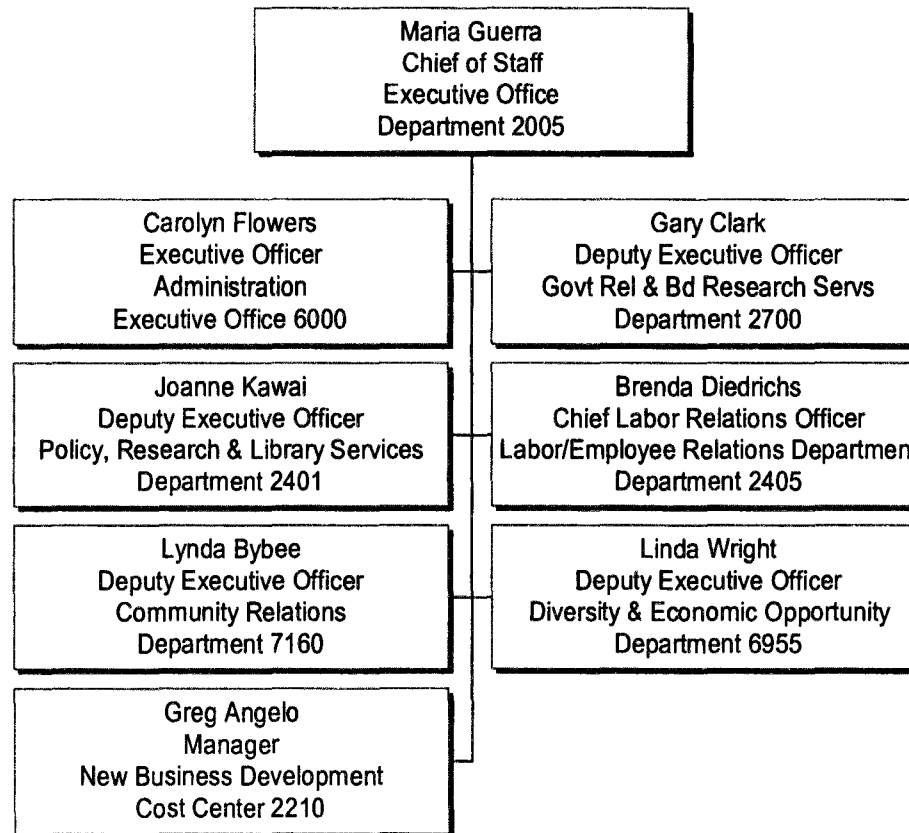 Maria Guerra
Chief of Staff
Executive Office
Department 2005
Carolyn Flowers
Executive Officer
Administration
Executive Office 6000
Gary Clark
Deputy Executive Officer
Govt Rel & Bd Research Servs
Department 2700
Joanne Kawai
Deputy Executive Officer
Policy, Research & Library Services
Department 2401
Brenda Diedrichs
Chief Labor Relations Officer
Labor/Employee Relations Departmen
Department 2405
Lynda Bybee
Deputy Executive Officer
Community Relations
Department 7160
Linda Wright
Deputy Executive Officer
Diversity & Economic Opportunity
Department 6955
Greg Angelo
Manager
New Business Development
Cost Center 2210